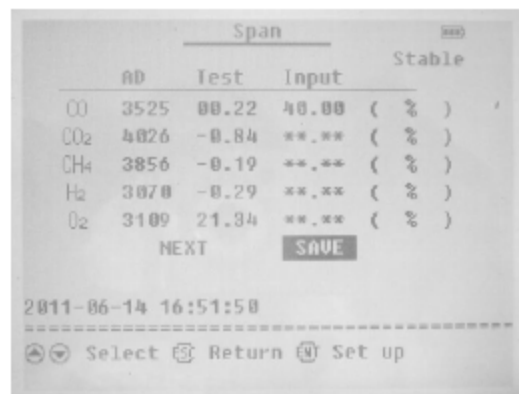 Span
Stable
AD Test Input
CO 3525 00.22 40.00 ( % )
CO₂ 4026 -0.84 **.** ( % )
CH₄ 3856 -0.19 **.** ( % )
H₂ 3070 -0.29 **.** ( % )
O₂ 3109 21.34 **.** ( % )
NEXT SAVE
2011-06-14 16:51:50
Select ESC Return Set up